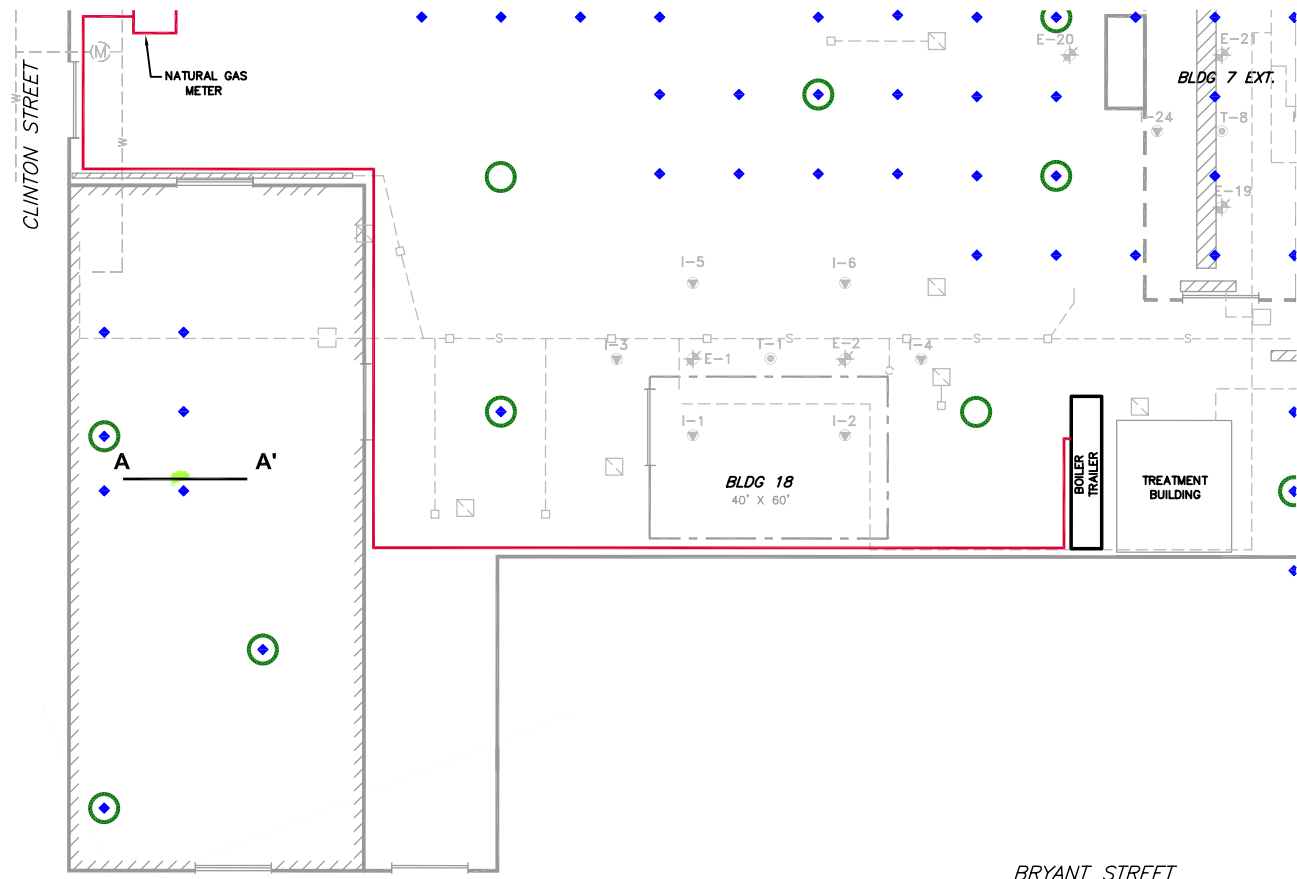 E-20
E-21
(M)
NATURAL GAS
METER
BLDG 7 EXT.
CLINTON STREET
W
W
I-24
T-8
E-19
I-5
I-6
S
S
S
S
I-3
E-1
T-1
E-2
I-4
I-1
I-2
A
A'
BLDG 18
40' X 60'
BOILER
TRAILER
TREATMENT
BUILDING
BRYANT STREET